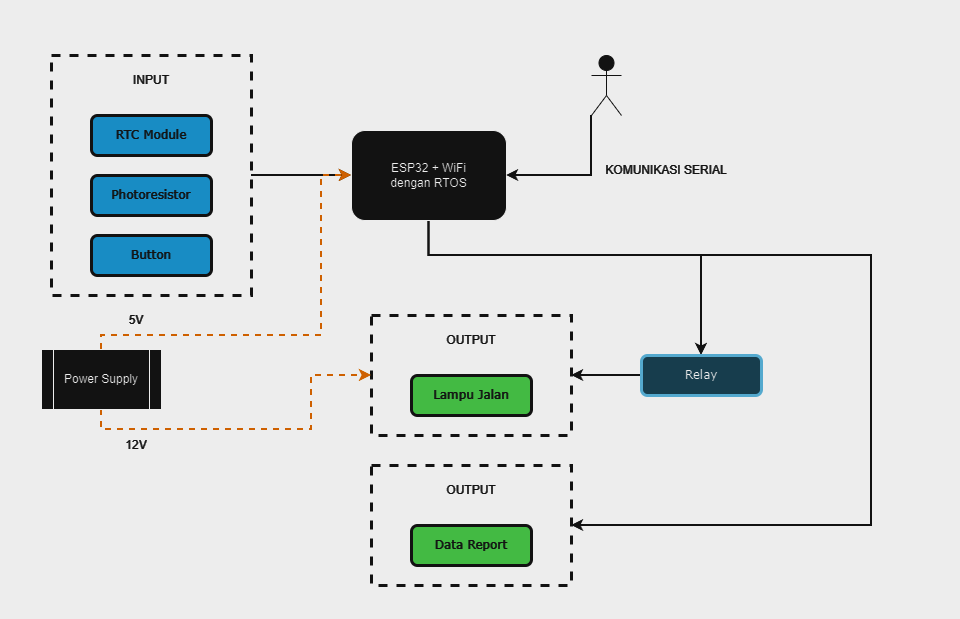 INPUT
RTC Module
Photoresistor
Button
ESP32 + WiFi
dengan RTOS
KOMUNIKASI SERIAL
5V
Power Supply
12V
OUTPUT
Lampu Jalan
Relay
OUTPUT
Data Report